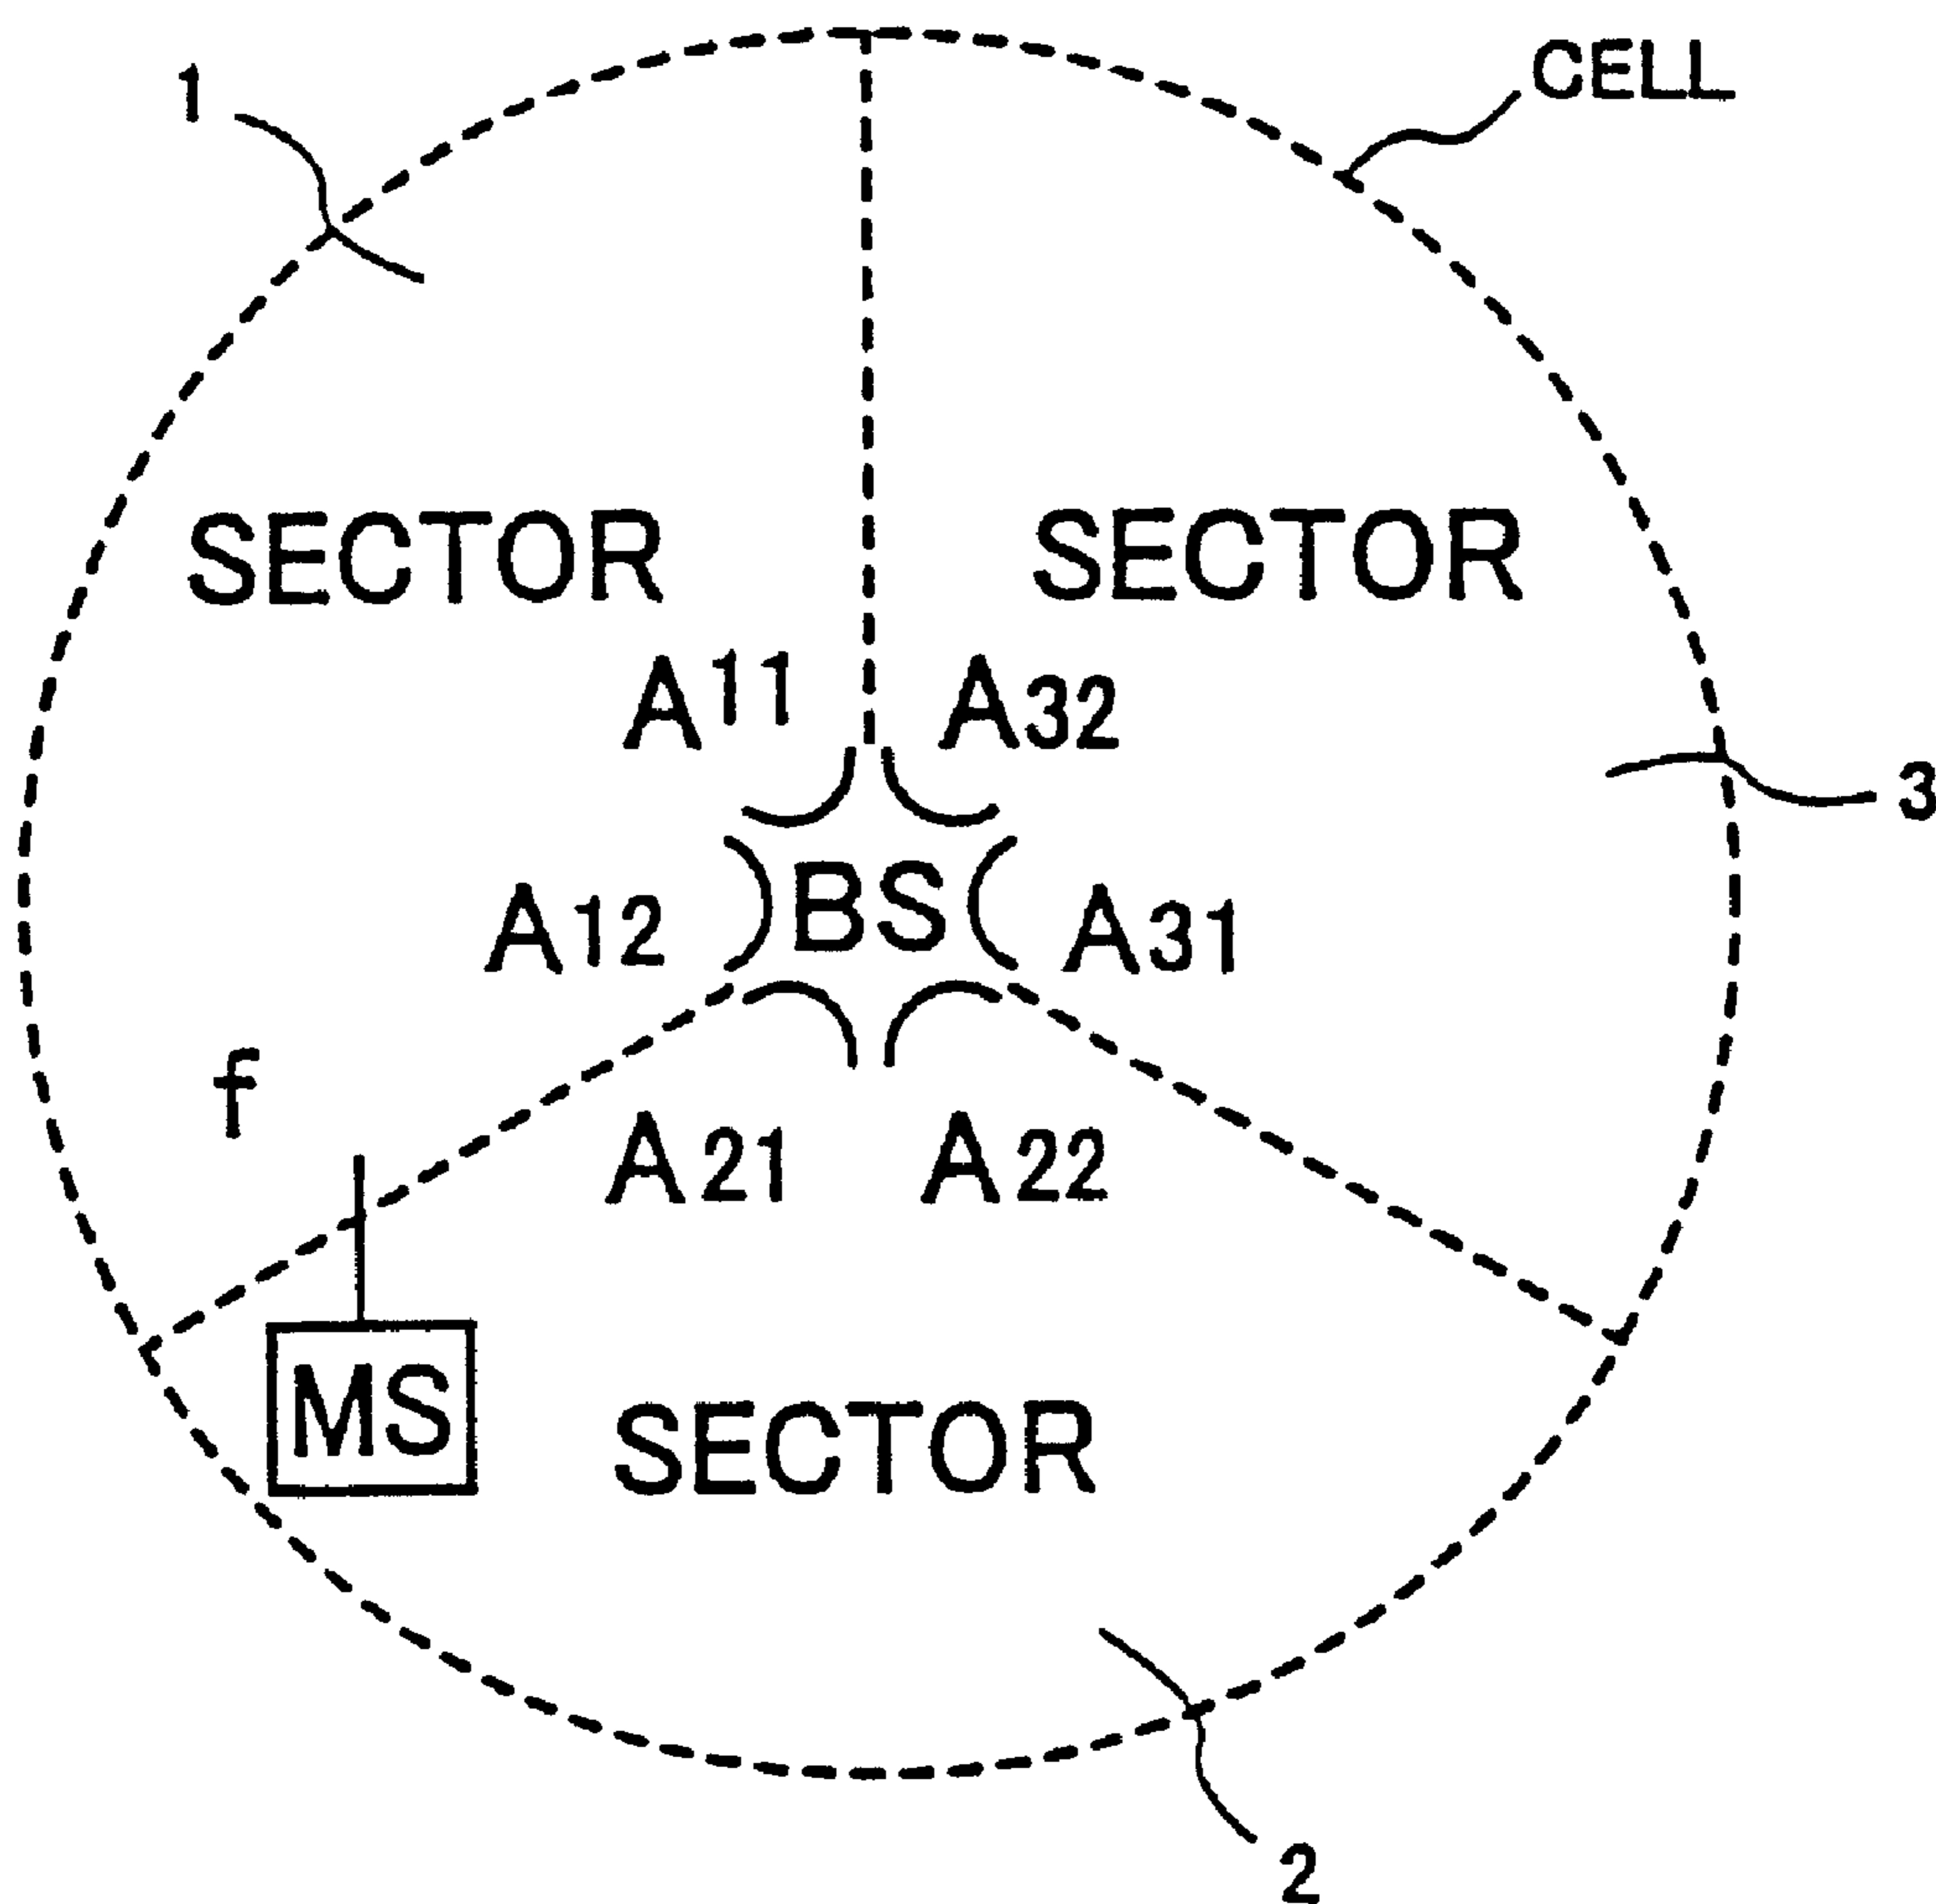 CELL
1
SECTOR SECTOR
A11 A32
3
A12 BS A31
f
A21 A22
MS
SECTOR
2